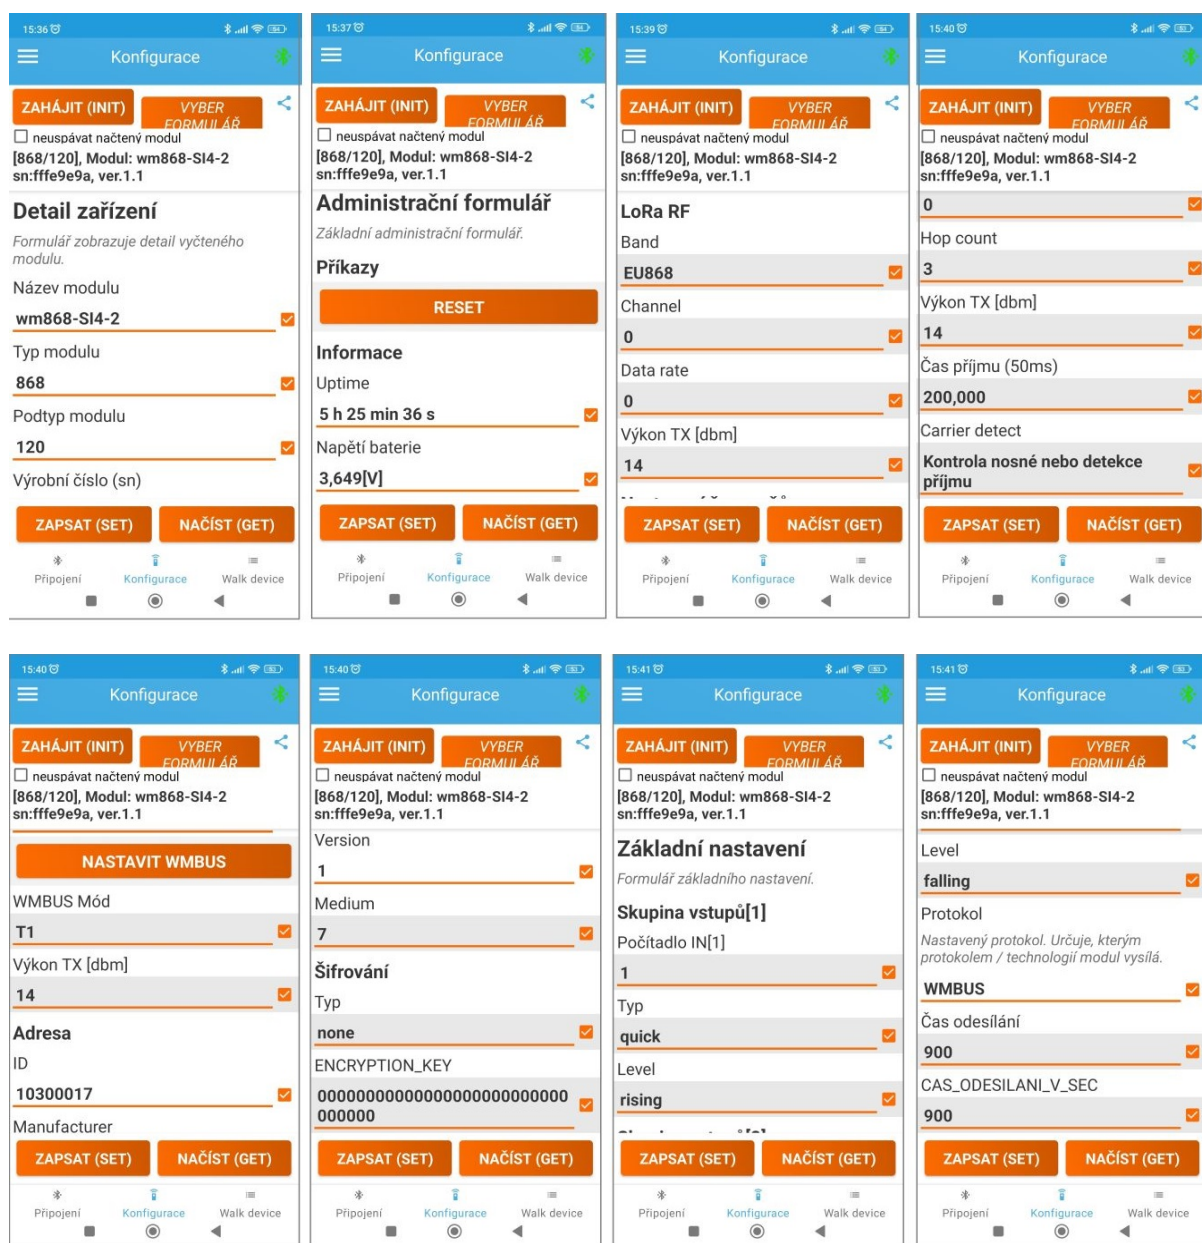 15:36
Konfigurace
ZAHÁJIT (INIT)
VYBER
FORMULÁŘ
neuspávat načtený modul
[868/120], Modul: wm868-SI4-2
sn:fffe9e9a, ver.1.1
Detail zařízení
Formulář zobrazuje detail vyčteného
modulu.
Název modulu
wm868-SI4-2
Typ modulu
868
Podtyp modulu
120
Výrobní číslo (sn)
ZAPSAT (SET)
NAČÍST (GET)
Připojení
Konfigurace
Walk device
15:37
Konfigurace
ZAHÁJIT (INIT)
VYBER
FORMULÁŘ
neuspávat načtený modul
[868/120], Modul: wm868-SI4-2
sn:fffe9e9a, ver.1.1
Administrační formulář
Základní administrační formulář.
Příkazy
RESET
Informace
Uptime
5 h 25 min 36 s
Napětí baterie
3,649[V]
ZAPSAT (SET)
NAČÍST (GET)
Připojení
Konfigurace
Walk device
15:39
Konfigurace
ZAHÁJIT (INIT)
VYBER
FORMULÁŘ
neuspávat načtený modul
[868/120], Modul: wm868-SI4-2
sn:fffe9e9a, ver.1.1
LoRa RF
Band
EU868
Channel
0
Data rate
0
Výkon TX [dbm]
14
ZAPSAT (SET)
NAČÍST (GET)
Připojení
Konfigurace
Walk device
15:40
Konfigurace
ZAHÁJIT (INIT)
VYBER
FORMULÁŘ
neuspávat načtený modul
[868/120], Modul: wm868-SI4-2
sn:fffe9e9a, ver.1.1
0
Hop count
3
Výkon TX [dbm]
14
Čas příjmu (50ms)
200,000
Carrier detect
Kontrola nosné nebo detekce
příjmu
ZAPSAT (SET)
NAČÍST (GET)
Připojení
Konfigurace
Walk device
15:40
Konfigurace
ZAHÁJIT (INIT)
VYBER
FORMULÁŘ
neuspávat načtený modul
[868/120], Modul: wm868-SI4-2
sn:fffe9e9a, ver.1.1
NASTAVIT WMBUS
WMBUS Mód
T1
Výkon TX [dbm]
14
Adresa
ID
10300017
Manufacturer
ZAPSAT (SET)
NAČÍST (GET)
Připojení
Konfigurace
Walk device
15:40
Konfigurace
ZAHÁJIT (INIT)
VYBER
FORMULÁŘ
neuspávat načtený modul
[868/120], Modul: wm868-SI4-2
sn:fffe9e9a, ver.1.1
Version
1
Medium
7
Šifrování
Typ
none
ENCRYPTION_KEY
00000000000000000000000000
000000
ZAPSAT (SET)
NAČÍST (GET)
Připojení
Konfigurace
Walk device
15:41
Konfigurace
ZAHÁJIT (INIT)
VYBER
FORMULÁŘ
neuspávat načtený modul
[868/120], Modul: wm868-SI4-2
sn:fffe9e9a, ver.1.1
Základní nastavení
Formulář základního nastavení.
Skupina vstupů[1]
Počítadlo IN[1]
1
Typ
quick
Level
rising
ZAPSAT (SET)
NAČÍST (GET)
Připojení
Konfigurace
Walk device
15:41
Konfigurace
ZAHÁJIT (INIT)
VYBER
FORMULÁŘ
neuspávat načtený modul
[868/120], Modul: wm868-SI4-2
sn:fffe9e9a, ver.1.1
Level
falling
Protokol
Nastavený protokol. Určuje, kterým
protokolem / technologií modul vysílá.
WMBUS
Čas odesílání
900
CAS_ODESILANI_V_SEC
900
ZAPSAT (SET)
NAČÍST (GET)
Připojení
Konfigurace
Walk device